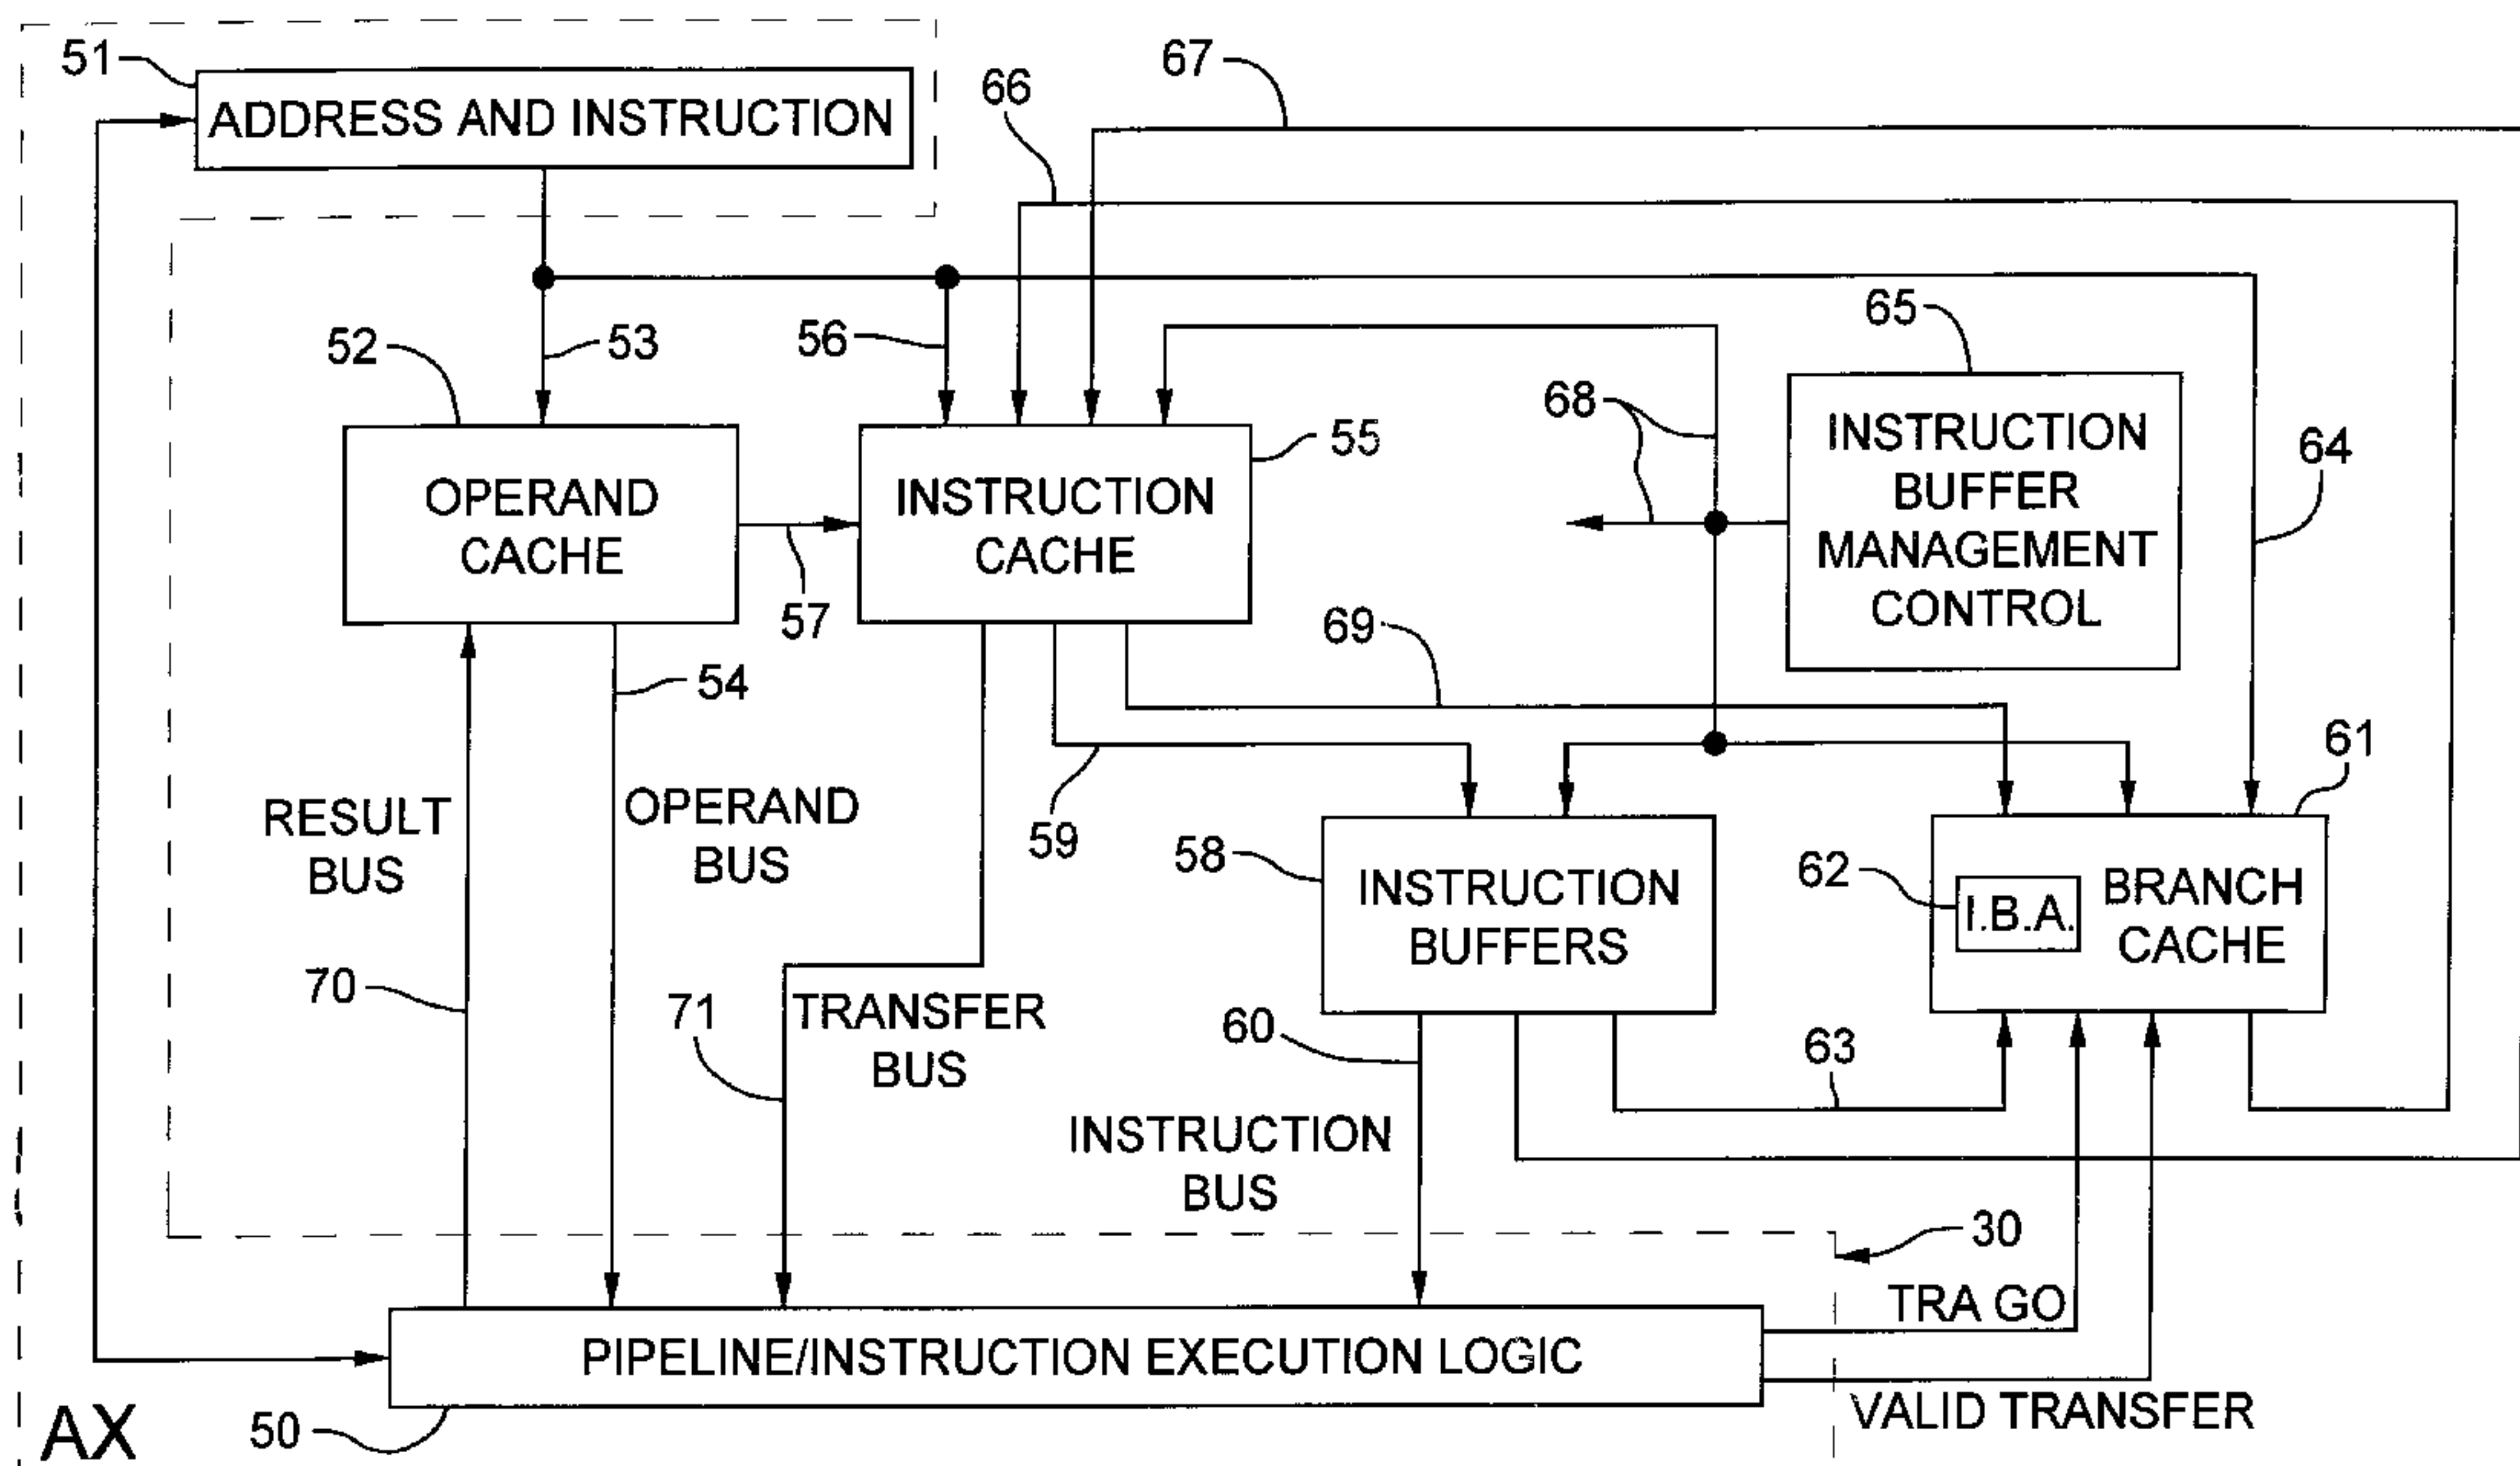 51
ADDRESS AND INSTRUCTION
66
67
52
53
56
65
68
64
OPERAND
CACHE
57
INSTRUCTION
CACHE
55
INSTRUCTION
BUFFER
MANAGEMENT
CONTROL
54
69
61
RESULT
BUS
OPERAND
BUS
59
58
INSTRUCTION
BUFFERS
62
I.B.A.
BRANCH
CACHE
70
71
TRANSFER
BUS
60
63
INSTRUCTION
BUS
30
TRA GO
PIPELINE/INSTRUCTION EXECUTION LOGIC
VALID TRANSFER
AX
50